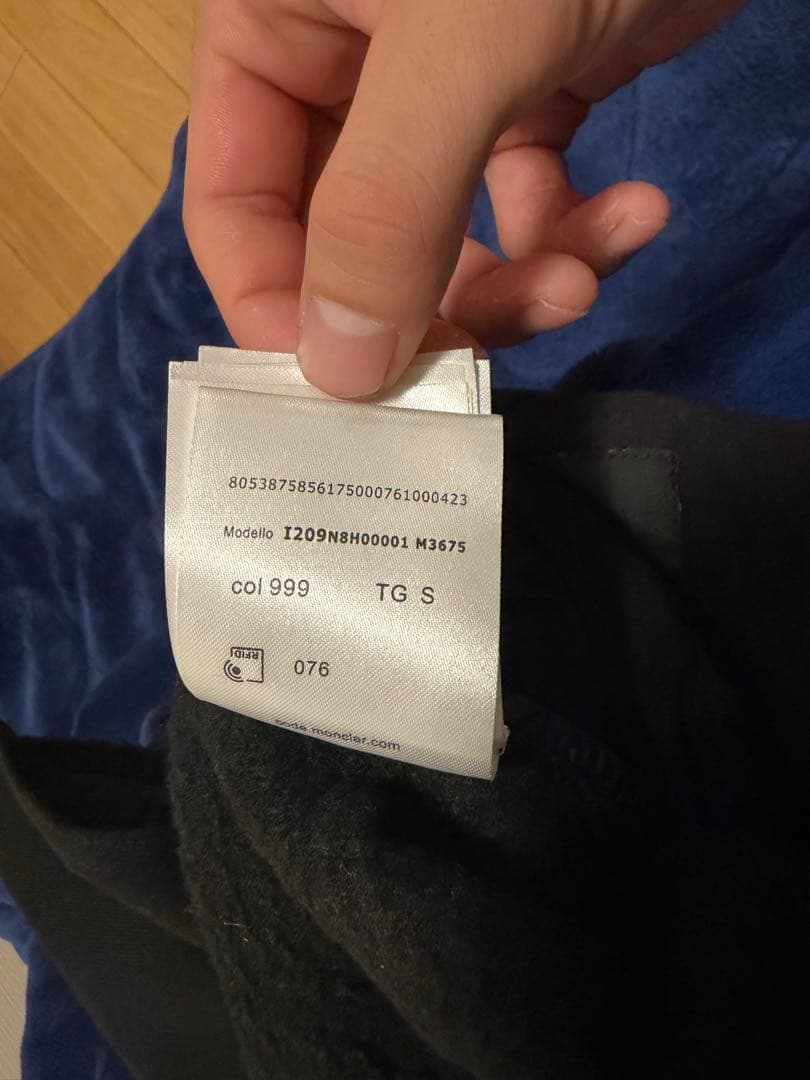 8053875856175000761000423
Modello I209N8H00001 M3675
col 999 TG S
RFID
076
code.moncler.com